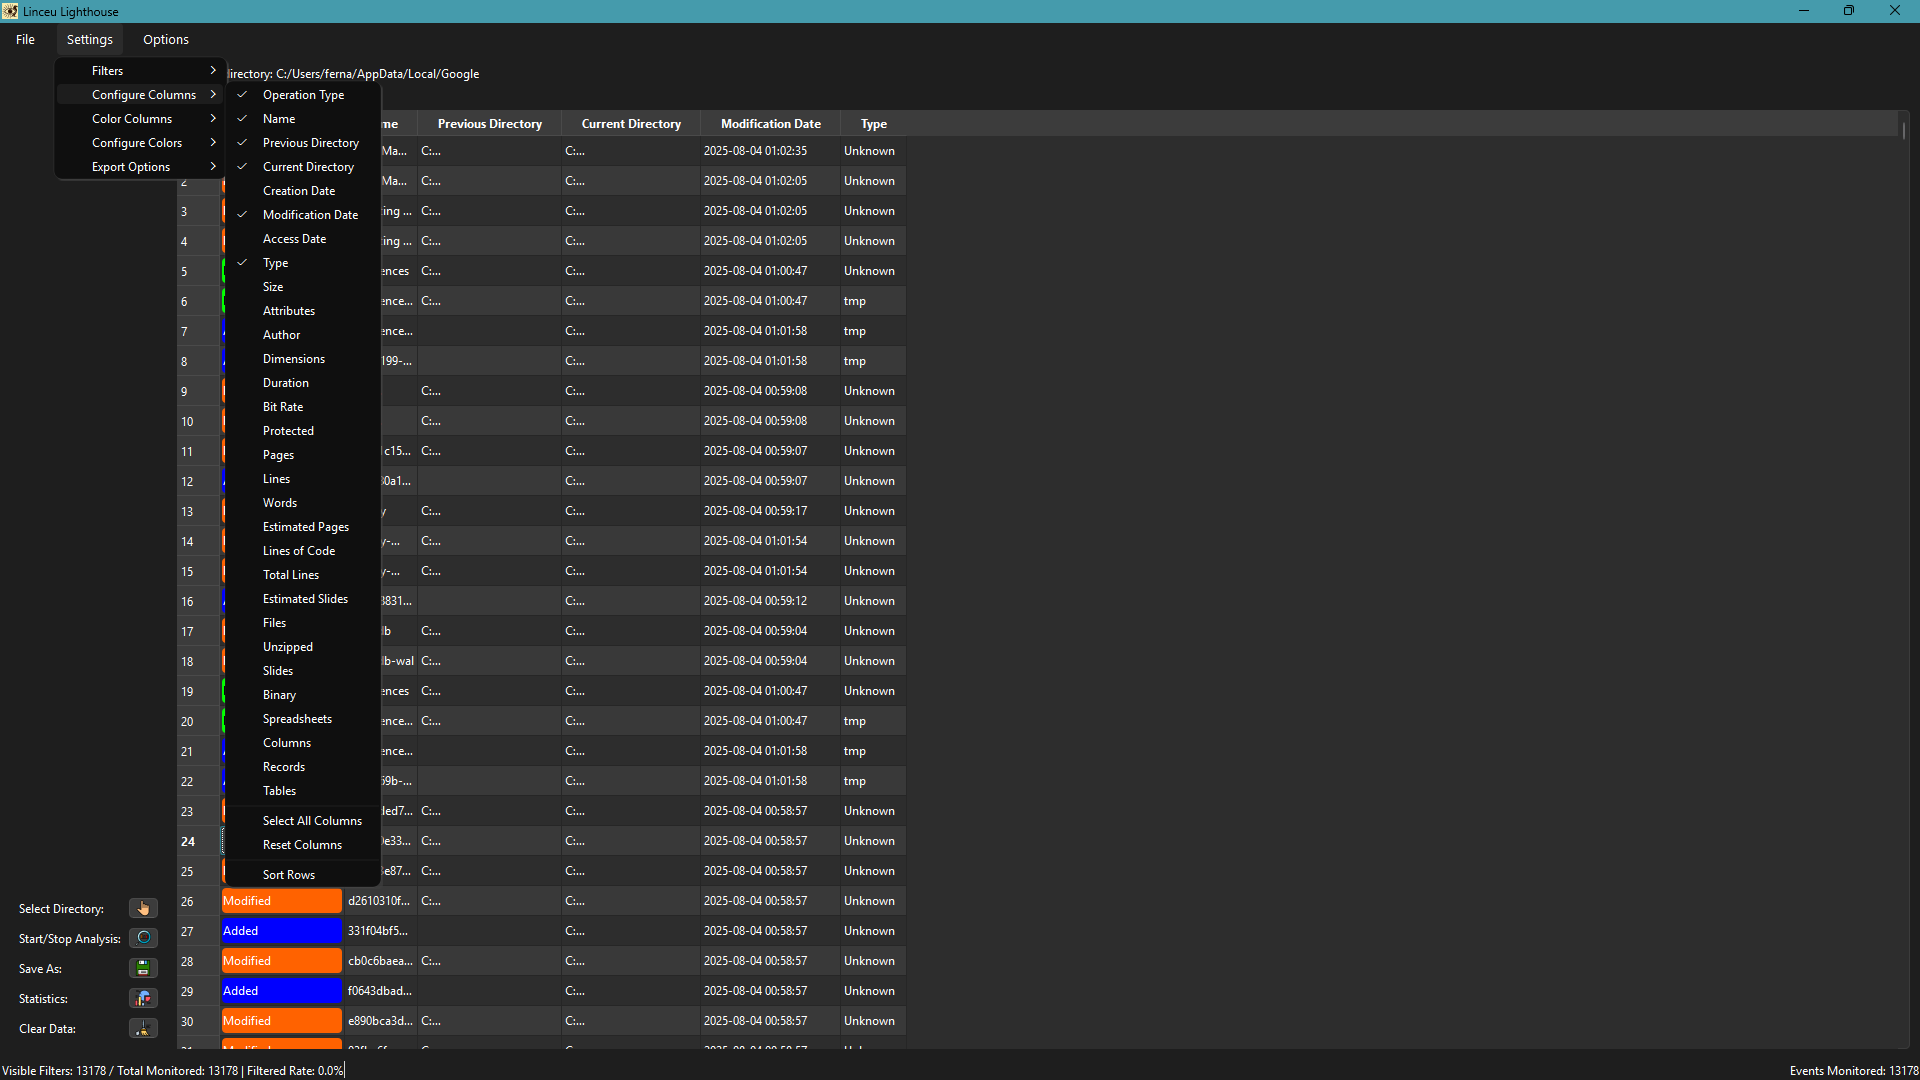 Linceu Lighthouse
File Settings Options
Filters
Configure Columns
Color Columns
Configure Colors
Export Options
irectory: C:/Users/ferna/AppData/Local/Google
Operation Type
Name
Previous Directory
Current Directory
Creation Date
Modification Date
Access Date
Type
Size
Attributes
Author
Dimensions
Duration
Bit Rate
Protected
Pages
Lines
Words
Estimated Pages
Lines of Code
Total Lines
Estimated Slides
Files
Unzipped
Slides
Binary
Spreadsheets
Columns
Records
Tables
Select All Columns
Reset Columns
Sort Rows
me Previous Directory Current Directory Modification Date Type
Ma... C:... C:... 2025-08-04 01:02:35 Unknown
2 Ma... C:... C:... 2025-08-04 01:02:05 Unknown
3 ing ... C:... C:... 2025-08-04 01:02:05 Unknown
4 ing ... C:... C:... 2025-08-04 01:02:05 Unknown
5 ences C:... C:... 2025-08-04 01:00:47 Unknown
6 ence... C:... C:... 2025-08-04 01:00:47 tmp
7 ence... C:... 2025-08-04 01:01:58 tmp
8 199-... C:... 2025-08-04 01:01:58 tmp
9 C:... C:... 2025-08-04 00:59:08 Unknown
10 C:... C:... 2025-08-04 00:59:08 Unknown
11 c15... C:... C:... 2025-08-04 00:59:07 Unknown
12 0a1... C:... 2025-08-04 00:59:07 Unknown
13 y C:... C:... 2025-08-04 00:59:17 Unknown
14 y-... C:... C:... 2025-08-04 01:01:54 Unknown
15 y-... C:... C:... 2025-08-04 01:01:54 Unknown
16 3831... C:... 2025-08-04 00:59:12 Unknown
17 lb C:... C:... 2025-08-04 00:59:04 Unknown
18 lb-wal C:... C:... 2025-08-04 00:59:04 Unknown
19 ences C:... C:... 2025-08-04 01:00:47 Unknown
20 ence... C:... C:... 2025-08-04 01:00:47 tmp
21 ence... C:... 2025-08-04 01:01:58 tmp
22 69b-... C:... 2025-08-04 01:01:58 tmp
23 led7... C:... C:... 2025-08-04 00:58:57 Unknown
24 0e33... C:... C:... 2025-08-04 00:58:57 Unknown
25 e87... C:... C:... 2025-08-04 00:58:57 Unknown
26 Modified d2610310f... C:... C:... 2025-08-04 00:58:57 Unknown
27 Added 331f04bf5... C:... 2025-08-04 00:58:57 Unknown
28 Modified cb0c6baea... C:... C:... 2025-08-04 00:58:57 Unknown
29 Added f0643dbad... C:... 2025-08-04 00:58:57 Unknown
30 Modified e890bca3d... C:... C:... 2025-08-04 00:58:57 Unknown
Select Directory:
Start/Stop Analysis:
Save As:
Statistics:
Clear Data:
Visible Filters: 13178 / Total Monitored: 13178 | Filtered Rate: 0.0%
Events Monitored: 13178